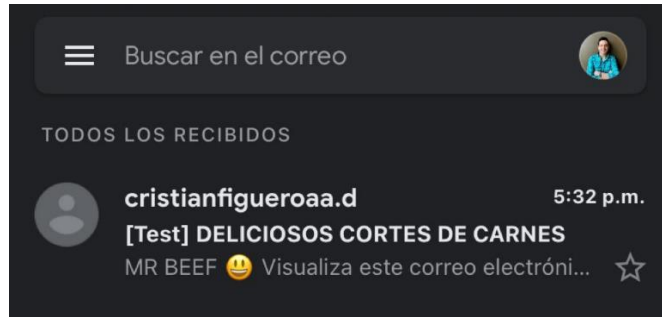 Buscar en el correo
TODOS LOS RECIBIDOS
cristianfigueroaa.d 5:32 p.m.
[Test] DELICIOSOS CORTES DE CARNES
MR BEEF 😃 Visualiza este correo electróni...